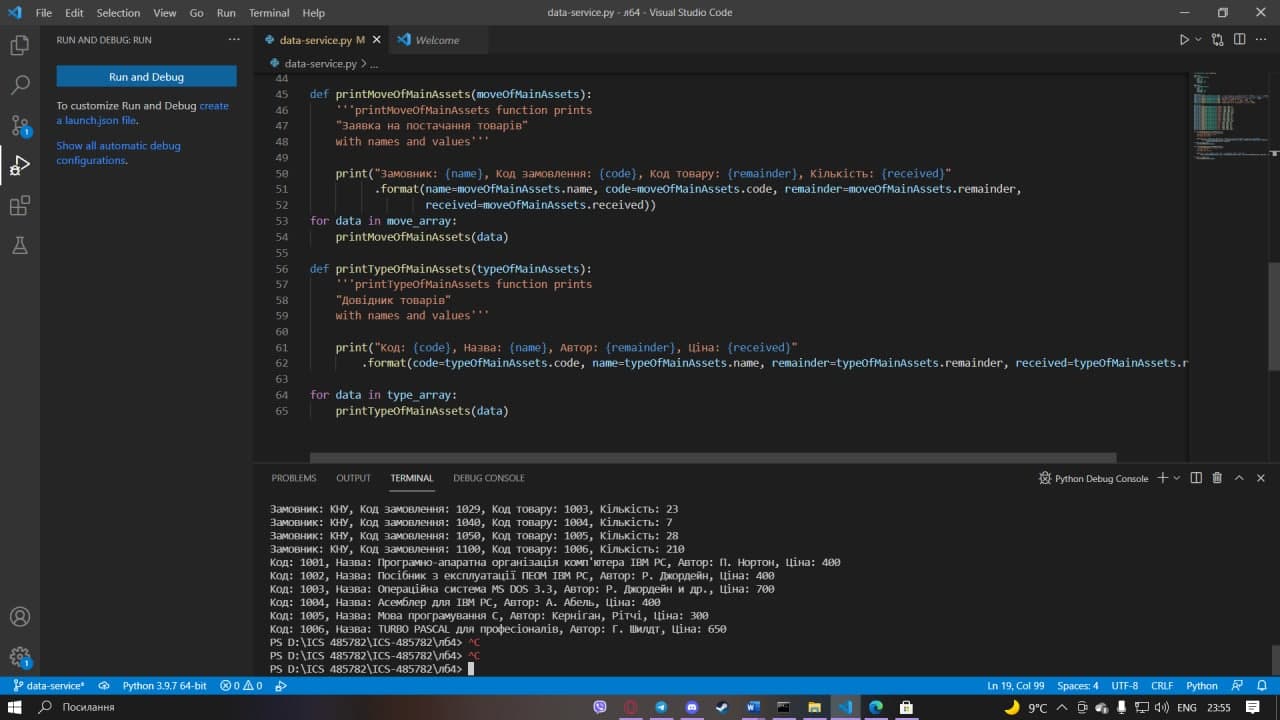 File Edit Selection View Go Run Terminal Help
data-service.py - лб4 - Visual Studio Code
RUN AND DEBUG: RUN ...
data-service.py M
Welcome
Run and Debug
data-service.py > ...
To customize Run and Debug create
a launch.json file.
Show all automatic debug
configurations.
44
45 def printMoveOfMainAssets(moveOfMainAssets):
46 '''printMoveOfMainAssets function prints
47 "Заявка на постачання товарів"
48 with names and values'''
49
50 print("Замовник: {name}, Код замовлення: {code}, Код товару: {remainder}, Кількість: {received}"
51 .format(name=moveOfMainAssets.name, code=moveOfMainAssets.code, remainder=moveOfMainAssets.remainder,
52 received=moveOfMainAssets.received))
53 for data in move_array:
54 printMoveOfMainAssets(data)
55
56 def printTypeOfMainAssets(typeOfMainAssets):
57 '''printTypeOfMainAssets function prints
58 "Довідник товарів"
59 with names and values'''
60
61 print("Код: {code}, Назва: {name}, Автор: {remainder}, Ціна: {received}"
62 .format(code=typeOfMainAssets.code, name=typeOfMainAssets.name, remainder=typeOfMainAssets.remainder, received=typeOfMainAssets.r
63
64 for data in type_array:
65 printTypeOfMainAssets(data)
PROBLEMS OUTPUT TERMINAL DEBUG CONSOLE
Python Debug Console
Замовник: КНУ, Код замовлення: 1029, Код товару: 1003, Кількість: 23
Замовник: КНУ, Код замовлення: 1040, Код товару: 1004, Кількість: 7
Замовник: КНУ, Код замовлення: 1050, Код товару: 1005, Кількість: 28
Замовник: КНУ, Код замовлення: 1100, Код товару: 1006, Кількість: 210
Код: 1001, Назва: Програмно-апаратна організація комп'ютера IBM PC, Автор: П. Нортон, Ціна: 400
Код: 1002, Назва: Посібник з експлуатації ПЕОМ IBM PC, Автор: Р. Джордейн, Ціна: 400
Код: 1003, Назва: Операційна система MS DOS 3.3, Автор: Р. Джордейн и др., Ціна: 700
Код: 1004, Назва: Асемблер для IBM PC, Автор: А. Абель, Ціна: 400
Код: 1005, Назва: Мова програмування С, Автор: Керніган, Рітчі, Ціна: 300
Код: 1006, Назва: TURBO PASCAL для професіоналів, Автор: Г. Шилдт, Ціна: 650
PS D:\ICS 485782\ICS-485782\лб4> ^C
PS D:\ICS 485782\ICS-485782\лб4> ^C
PS D:\ICS 485782\ICS-485782\лб4>
data-service* Python 3.9.7 64-bit 0 0 Ln 19, Col 99 Spaces: 4 UTF-8 CRLF Python
Посилання 9°C ENG 23:55